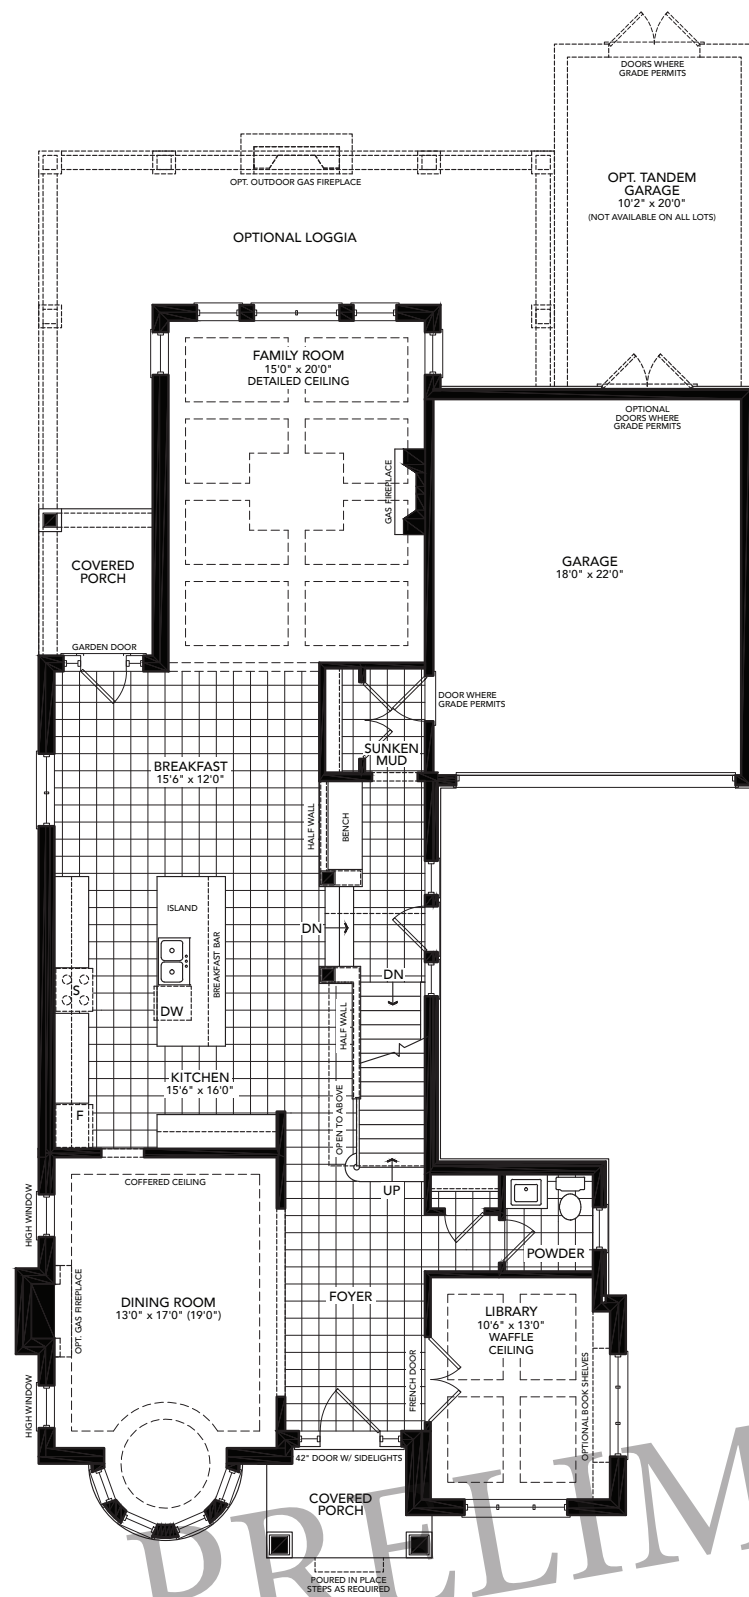 DOORS WHERE
GRADE PERMITS
OPT. TANDEM
GARAGE
10'2" x 20'0"
(NOT AVAILABLE ON ALL LOTS)
OPT. OUTDOOR GAS FIREPLACE
OPTIONAL LOGGIA
FAMILY ROOM
15'0" x 20'0"
DETAILED CEILING
OPTIONAL
DOORS WHERE
GRADE PERMITS
GAS FIREPLACE
COVERED
PORCH
GARAGE
18'0" x 22'0"
GARDEN DOOR
DOOR WHERE
GRADE PERMITS
SUNKEN
MUD
BREAKFAST
15'6" x 12'0"
HALF WALL
BENCH
ISLAND
BREAKFAST BAR
DN
S
DW
DN
HALF WALL
KITCHEN
15'6" x 16'0"
F
OPEN TO ABOVE
COFFERED CEILING
UP
HIGH WINDOW
POWDER
OPT. GAS FIREPLACE
DINING ROOM
13'0" x 17'0" (19'0")
FOYER
LIBRARY
10'6" x 13'0"
WAFFLE
CEILING
FRENCH DOOR
OPTIONAL BOOK SHELVES
HIGH WINDOW
42" DOOR W/ SIDELIGHTS
COVERED
PORCH
POURED IN PLACE
STEPS AS REQUIRED
PRELIM